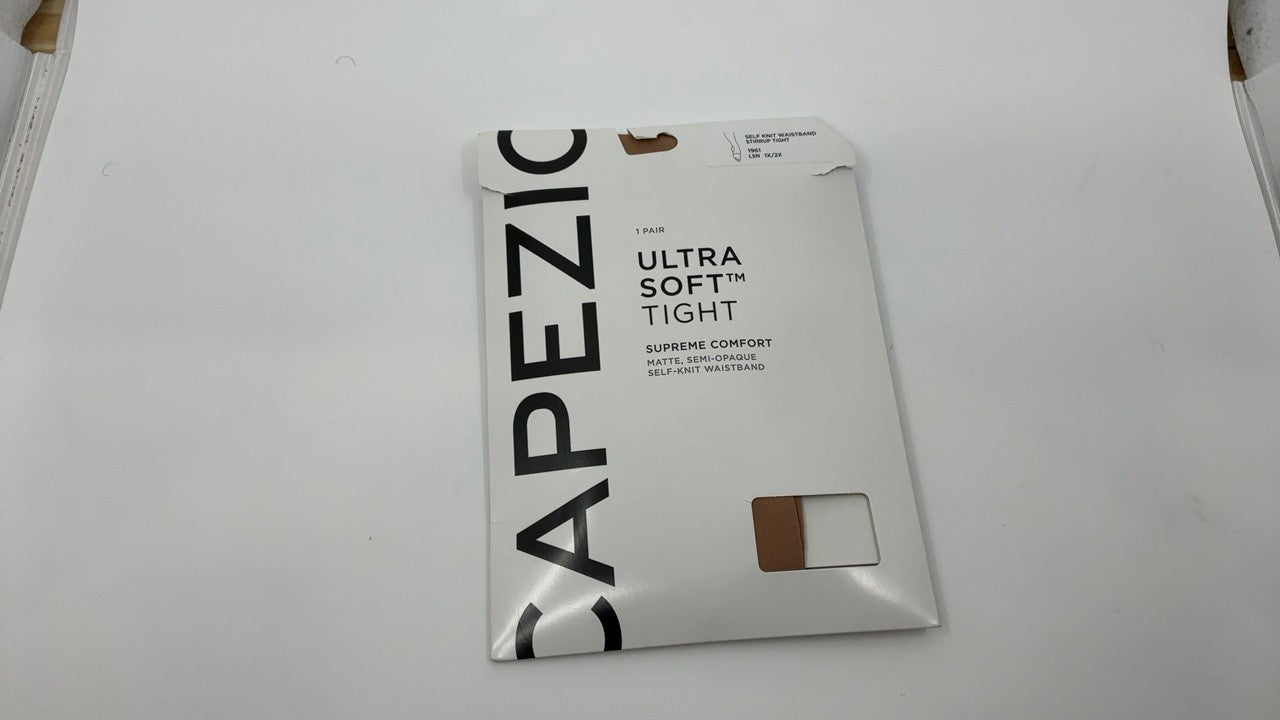 CAPEZIO
SELF KNIT WAISTBAND
STIRRUP TIGHT
1961
LSN 1X/2X
1 PAIR
ULTRA
SOFT™
TIGHT
SUPREME COMFORT
MATTE, SEMI-OPAQUE
SELF-KNIT WAISTBAND